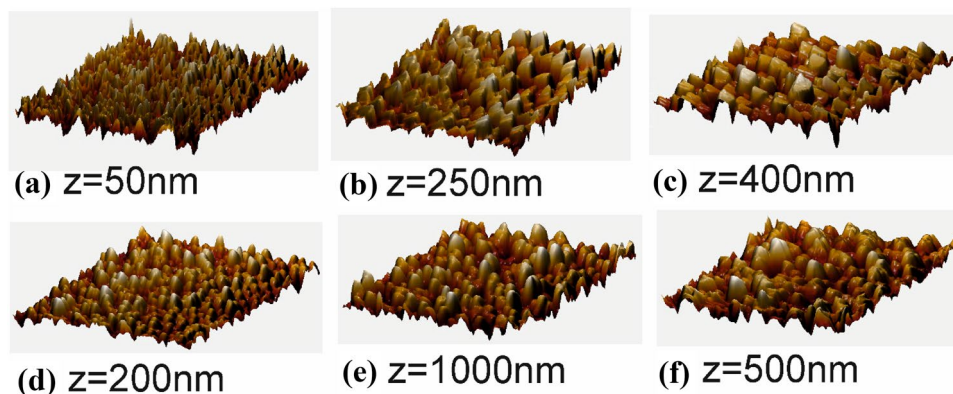 (a) z=50nm
(b) z=250nm
(c) z=400nm
(d) z=200nm
(e) z=1000nm
(f) z=500nm